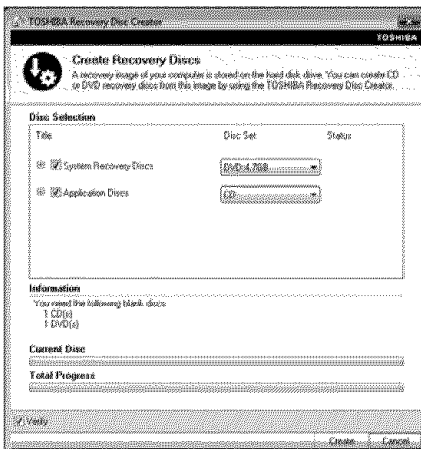 TOSHIBA Recovery Disc Creator
TOSHIBA
Create Recovery Discs
A recovery image of your computer is stored on the hard disk drive. You can create CD
or DVD recovery discs from this image by using the TOSHIBA Recovery Disc Creator.
Disc Selection
Title Disc Set Status
System Recovery Discs DVD:4.7GB
Application Discs CD
Information
You need the following blank discs
1 CD(s)
1 DVD(s)
Current Disc
Total Progress
Verify
Create Cancel